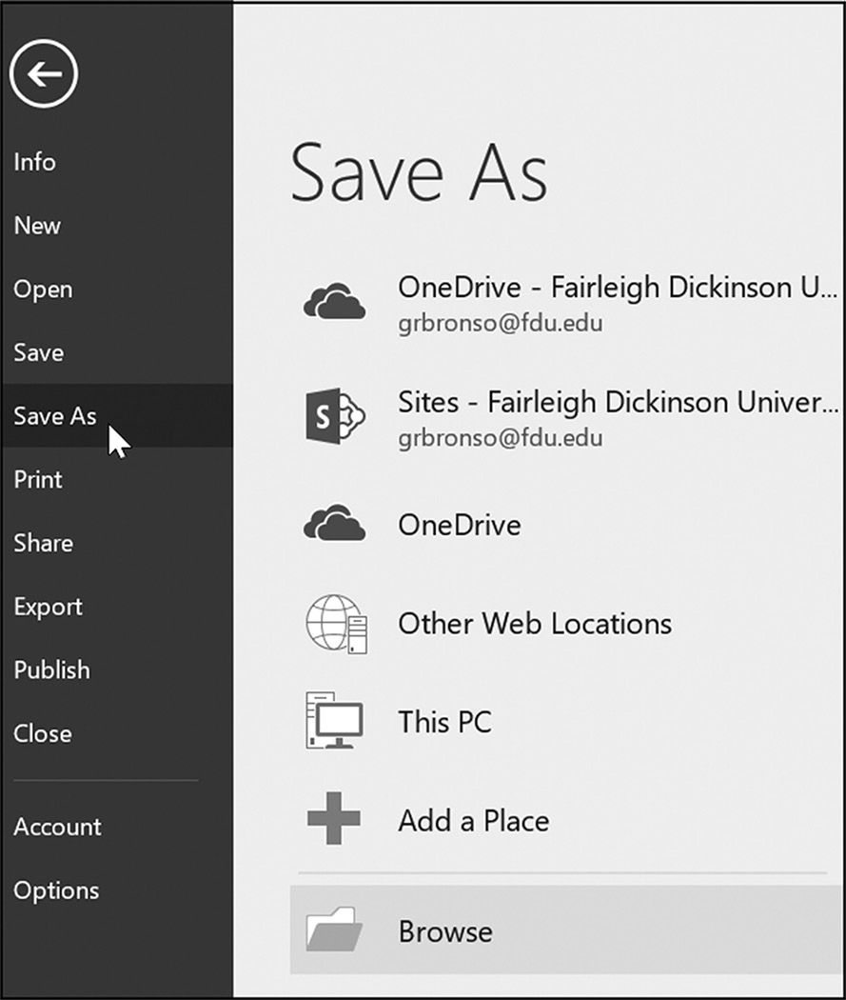 Info
New
Open
Save
Save As
Print
Share
Export
Publish
Close
Account
Options
Save As
OneDrive - Fairleigh Dickinson U...
grbronso@fdu.edu
S
Sites - Fairleigh Dickinson Univer...
grbronso@fdu.edu
OneDrive
Other Web Locations
This PC
Add a Place
Browse